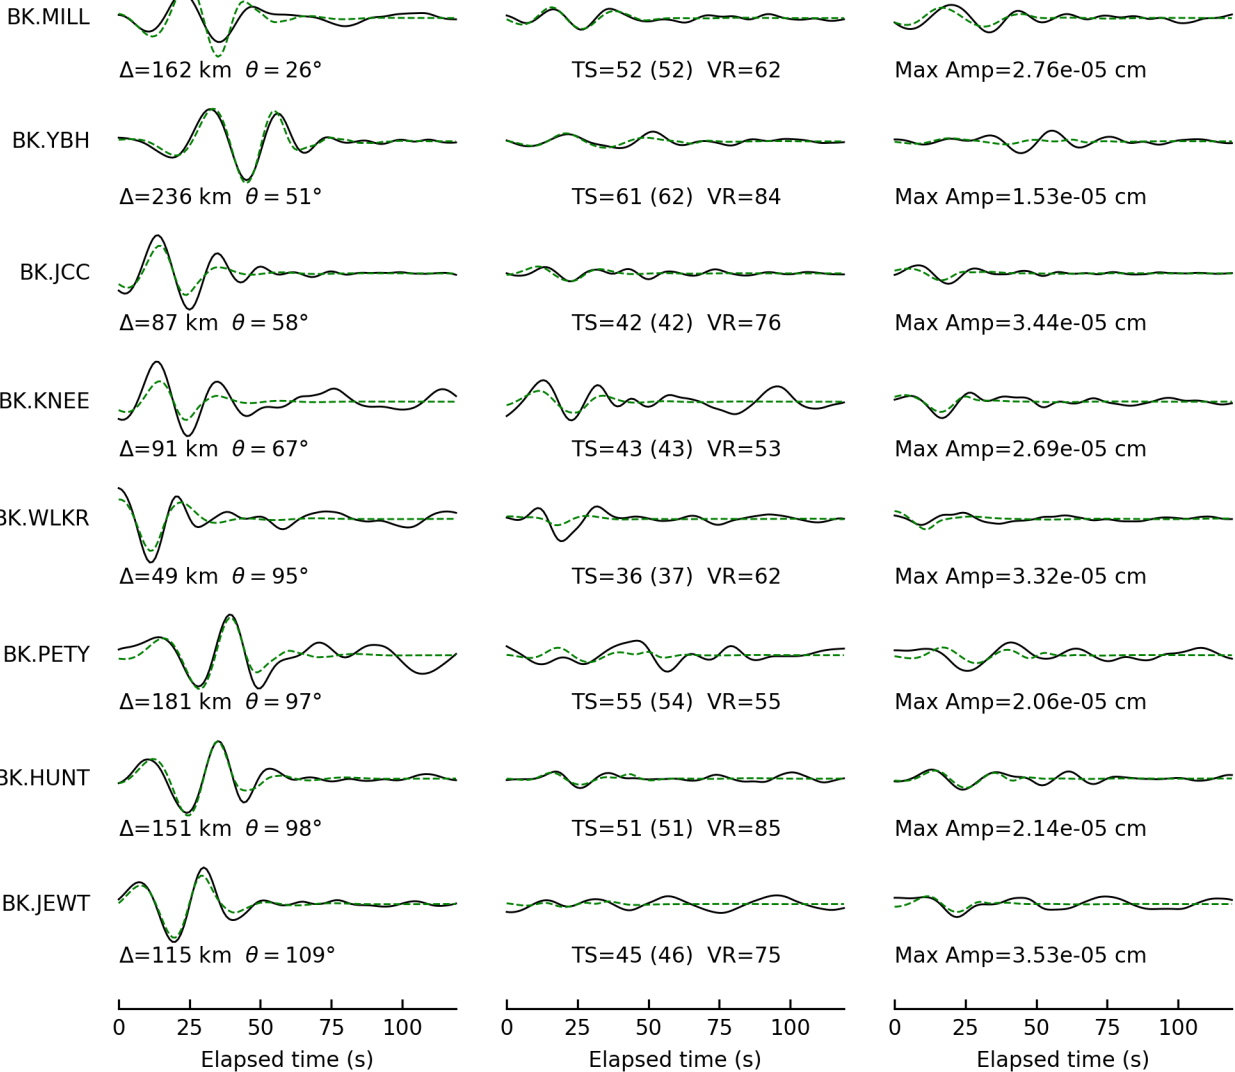 BK.MILL
Δ=162 km θ = 26° TS=52 (52) VR=62 Max Amp=2.76e-05 cm
BK.YBH
Δ=236 km θ = 51° TS=61 (62) VR=84 Max Amp=1.53e-05 cm
BK.JCC
Δ=87 km θ = 58° TS=42 (42) VR=76 Max Amp=3.44e-05 cm
BK.KNEE
Δ=91 km θ = 67° TS=43 (43) VR=53 Max Amp=2.69e-05 cm
BK.WLKR
Δ=49 km θ = 95° TS=36 (37) VR=62 Max Amp=3.32e-05 cm
BK.PETY
Δ=181 km θ = 97° TS=55 (54) VR=55 Max Amp=2.06e-05 cm
BK.HUNT
Δ=151 km θ = 98° TS=51 (51) VR=85 Max Amp=2.14e-05 cm
BK.JEWT
Δ=115 km θ = 109° TS=45 (46) VR=75 Max Amp=3.53e-05 cm
0 25 50 75 100 0 25 50 75 100 0 25 50 75 100
Elapsed time (s) Elapsed time (s) Elapsed time (s)